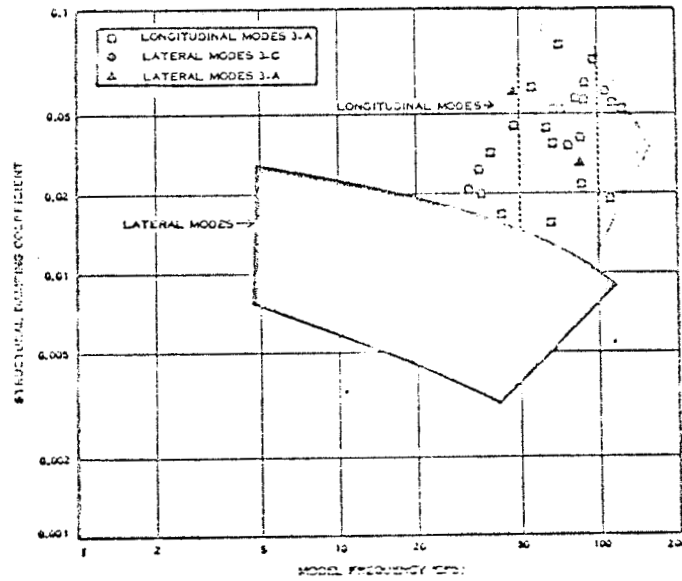 0.1
LONGITUDINAL MODES 3-A
LATERAL MODES 3-C
LATERAL MODES 3-A
LONGITUDINAL MODES
0.05
0.02
LATERAL MODES
0.01
0.005
0.002
0.001
STRUCTURAL DAMPING COEFFICIENT
1 2 5 10 20 50 100 200
MODEL FREQUENCY (CPS)